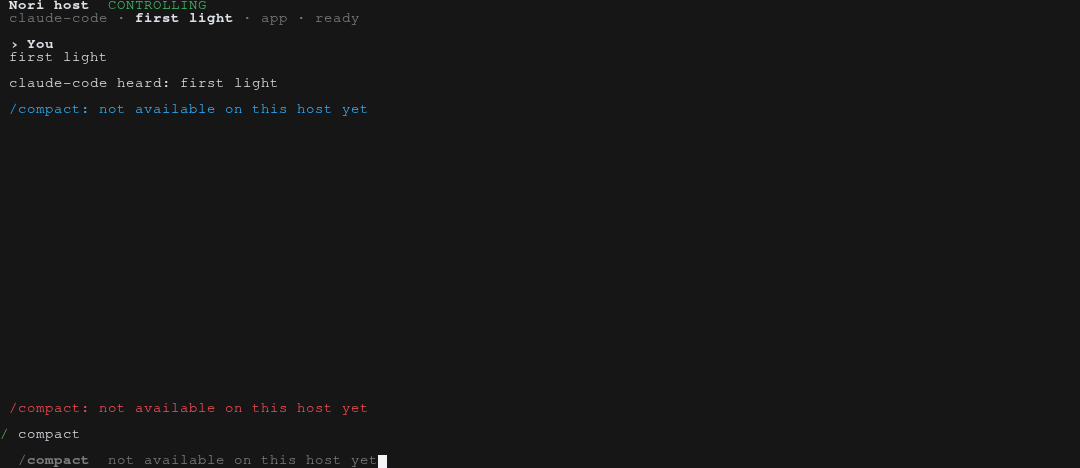 Nori host  CONTROLLING
claude-code · first light · app · ready
› You
first light
claude-code heard: first light
/compact: not available on this host yet
/compact: not available on this host yet
/ compact
/compact  not available on this host yet